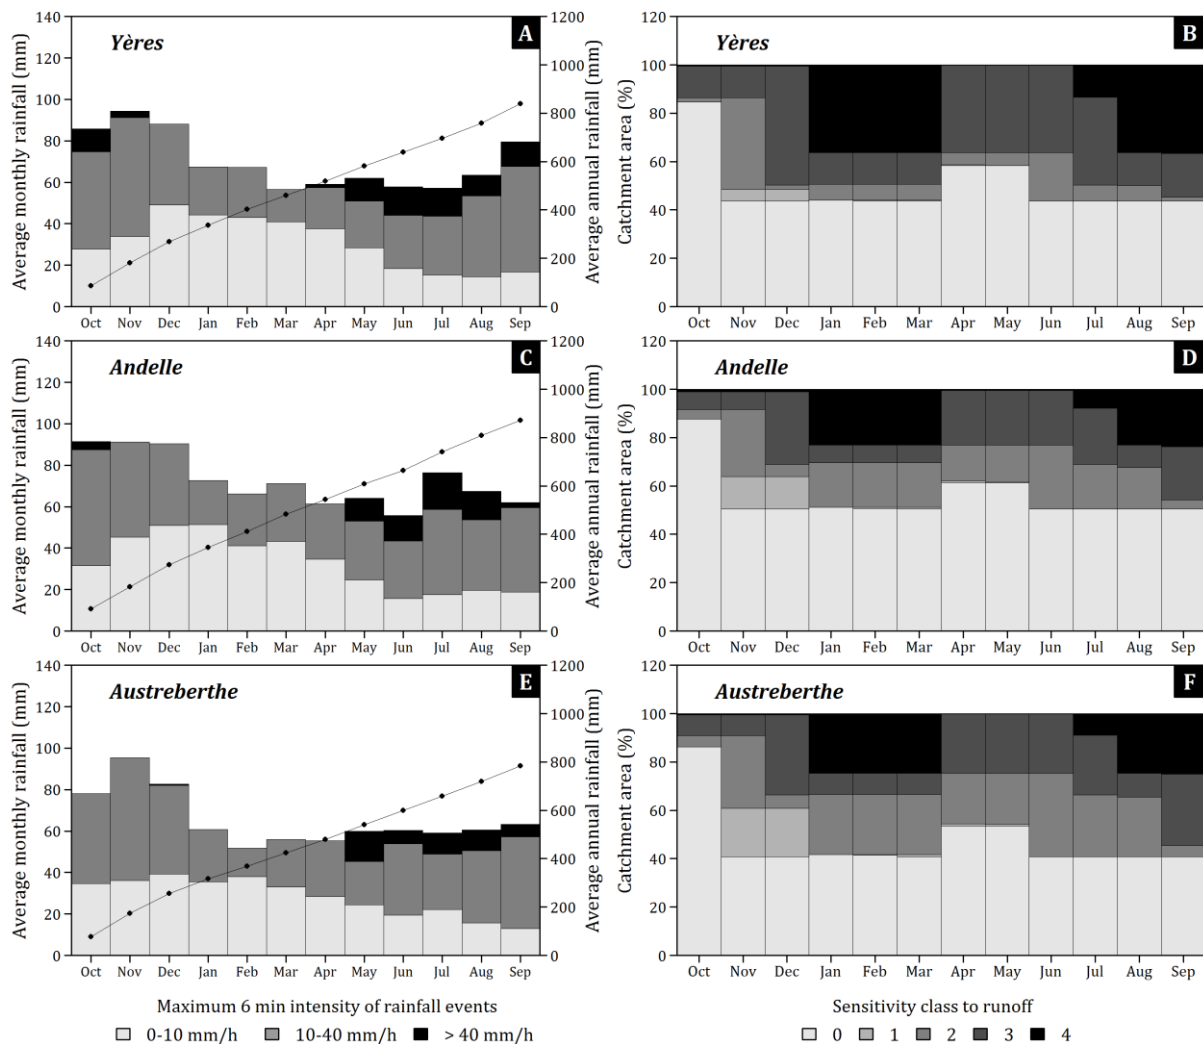 140
120
100
80
60
40
20
0
Average monthly rainfall (mm)
Yères
A
1200
1000
800
600
400
200
0
Average annual rainfall (mm)
Oct Nov Dec Jan Feb Mar Apr May Jun Jul Aug Sep
120
100
80
60
40
20
0
Catchment area (%)
Yères
B
Oct Nov Dec Jan Feb Mar Apr May Jun Jul Aug Sep
140
120
100
80
60
40
20
0
Average monthly rainfall (mm)
Andelle
C
1200
1000
800
600
400
200
0
Average annual rainfall (mm)
Oct Nov Dec Jan Feb Mar Apr May Jun Jul Aug Sep
120
100
80
60
40
20
0
Catchment area (%)
Andelle
D
Oct Nov Dec Jan Feb Mar Apr May Jun Jul Aug Sep
140
120
100
80
60
40
20
0
Average monthly rainfall (mm)
Austreberthe
E
1200
1000
800
600
400
200
0
Average annual rainfall (mm)
Oct Nov Dec Jan Feb Mar Apr May Jun Jul Aug Sep
120
100
80
60
40
20
0
Catchment area (%)
Austreberthe
F
Oct Nov Dec Jan Feb Mar Apr May Jun Jul Aug Sep
Maximum 6 min intensity of rainfall events
0-10 mm/h 10-40 mm/h > 40 mm/h
Sensitivity class to runoff
0 1 2 3 4